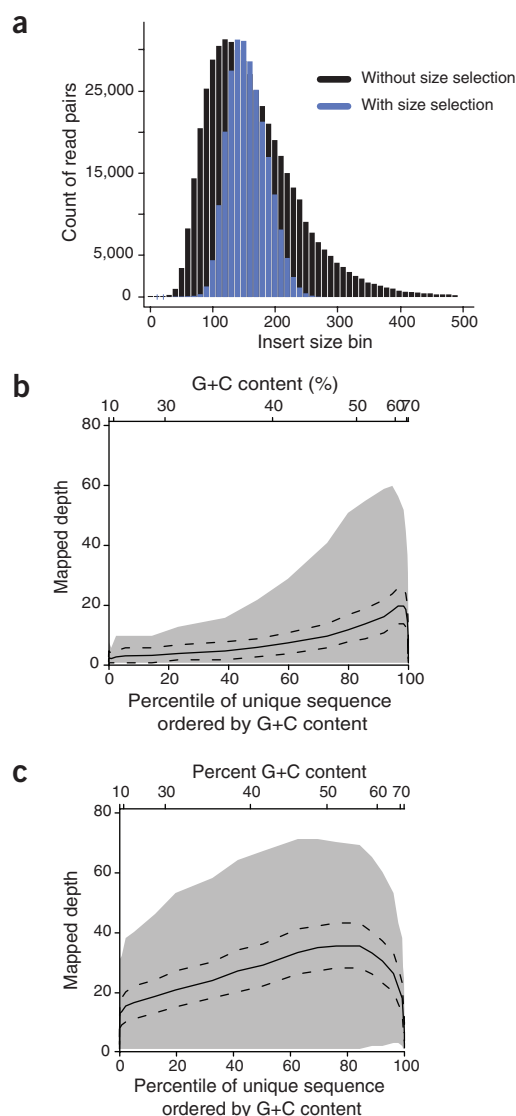 a
25,000
15,000
5,000
0
Count of read pairs
Without size selection
With size selection
0 100 200 300 400 500
Insert size bin
b
G+C content (%)
10 30 40 50 60 70
80
60
40
20
0
Mapped depth
0 20 40 60 80 100
Percentile of unique sequence
ordered by G+C content
c
Percent G+C content
10 30 40 50 60 70
80
60
40
20
0
Mapped depth
0 20 40 60 80 100
Percentile of unique sequence
ordered by G+C content